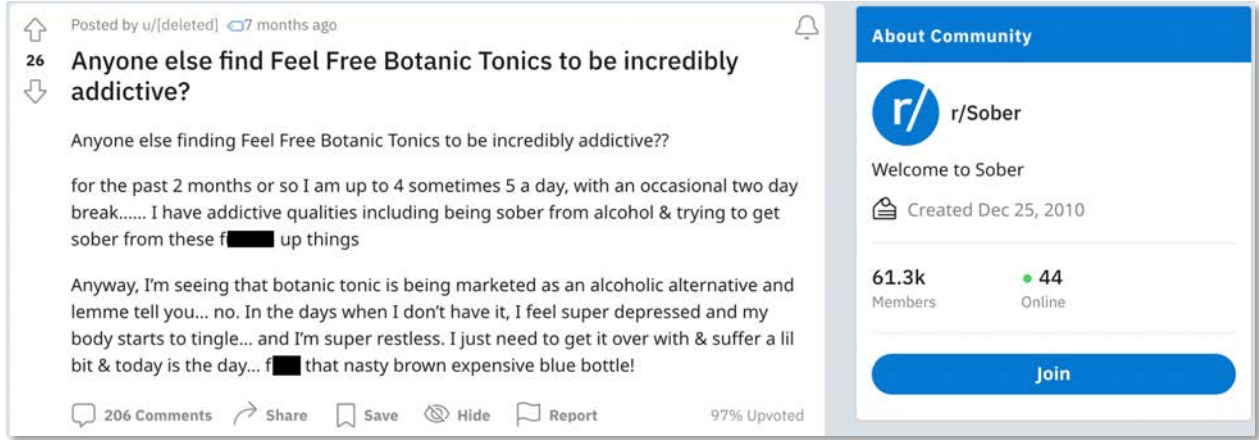 Posted by u/[deleted] 7 months ago
26
Anyone else find Feel Free Botanic Tonics to be incredibly
addictive?
Anyone else finding Feel Free Botanic Tonics to be incredibly addictive??
for the past 2 months or so I am up to 4 sometimes 5 a day, with an occasional two day
break...... I have addictive qualities including being sober from alcohol & trying to get
sober from these f up things
Anyway, I'm seeing that botanic tonic is being marketed as an alcoholic alternative and
lemme tell you... no. In the days when I don't have it, I feel super depressed and my
body starts to tingle... and I'm super restless. I just need to get it over with & suffer a lil
bit & today is the day... f that nasty brown expensive blue bottle!
206 Comments Share Save Hide Report 97% Upvoted
About Community
r/ r/Sober
Welcome to Sober
Created Dec 25, 2010
61.3k 44
Members Online
Join